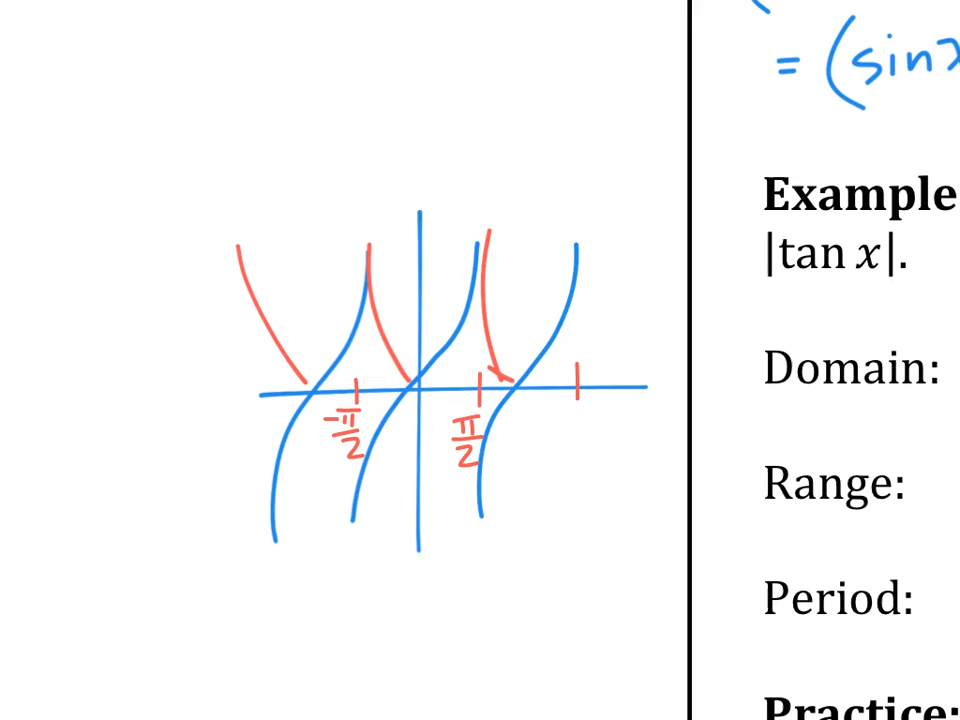 = (sin x
Example
|tan x|.
Domain:
Range:
Period:
Practice:
-π/2
π/2